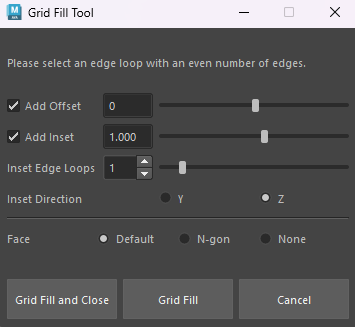 Grid Fill Tool
Please select an edge loop with an even number of edges.
Add Offset 0
Add Inset 1.000
Inset Edge Loops 1
Inset Direction Y Z
Face Default N-gon None
Grid Fill and Close Grid Fill Cancel